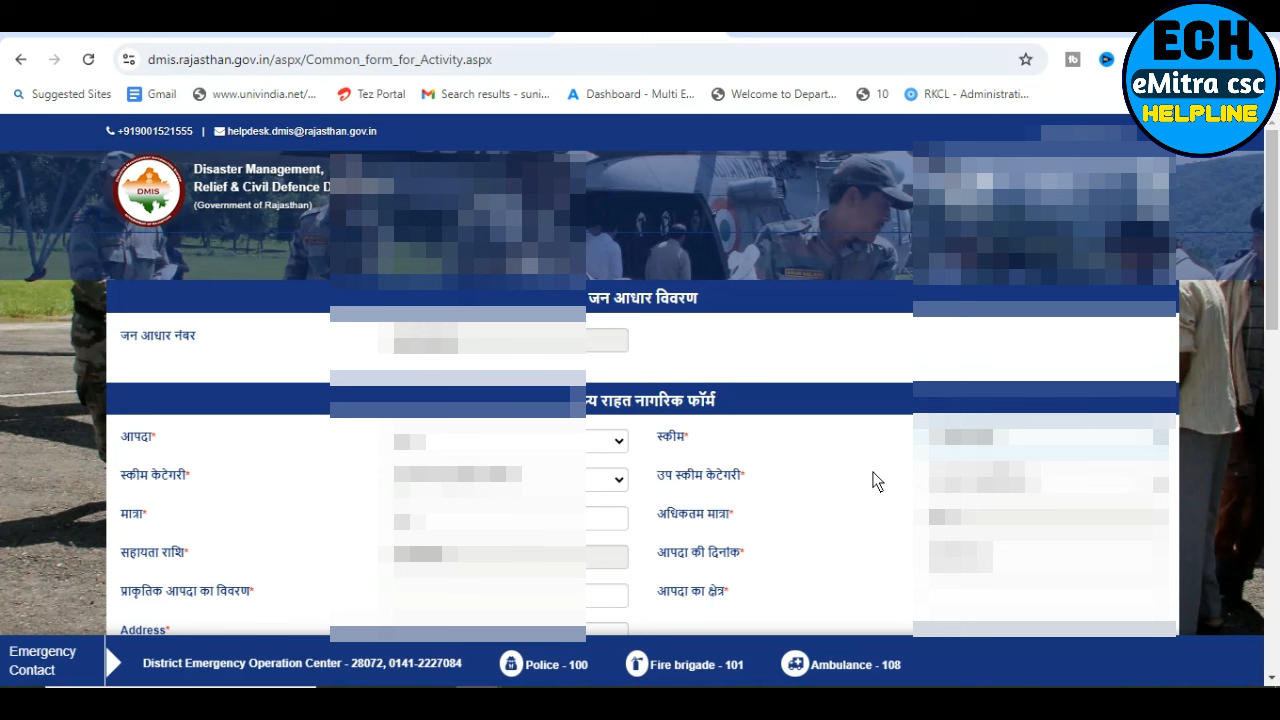 ECH
eMitra csc
HELPLINE
dmis.rajasthan.gov.in/aspx/Common_form_for_Activity.aspx
Suggested Sites
Gmail
www.univindia.net/...
Tez Portal
Search results - suni...
Dashboard - Multi E...
Welcome to Depart...
10
RKCL - Administrati...
+919001521555 | helpdesk.dmis@rajasthan.gov.in
DMIS
Disaster Management,
Relief & Civil Defence D
(Government of Rajasthan)
जन आधार विवरण
जन आधार नंबर
राहत नागरिक फॉर्म
आपदा*
स्कीम*
स्कीम केटेगरी*
उप स्कीम केटेगरी*
मात्रा*
अधिकतम मात्रा*
सहायता राशि*
आपदा की दिनांक*
प्राकृतिक आपदा का विवरण*
आपदा का क्षेत्र*
Address*
Emergency
Contact
District Emergency Operation Center - 28072, 0141-2227084
Police - 100
Fire brigade - 101
Ambulance - 108